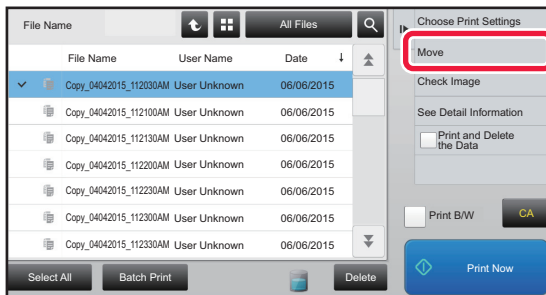 File Name
All Files
File Name User Name Date
Copy_04042015_112030AM User Unknown 06/06/2015
Copy_04042015_112100AM User Unknown 06/06/2015
Copy_04042015_112130AM User Unknown 06/06/2015
Copy_04042015_112200AM User Unknown 06/06/2015
Copy_04042015_112230AM User Unknown 06/06/2015
Copy_04042015_112300AM User Unknown 06/06/2015
Copy_04042015_112330AM User Unknown 06/06/2015
Select All
Batch Print
Delete
Choose Print Settings
Move
Check Image
See Detail Information
Print and Delete
the Data
Print B/W
CA
Print Now